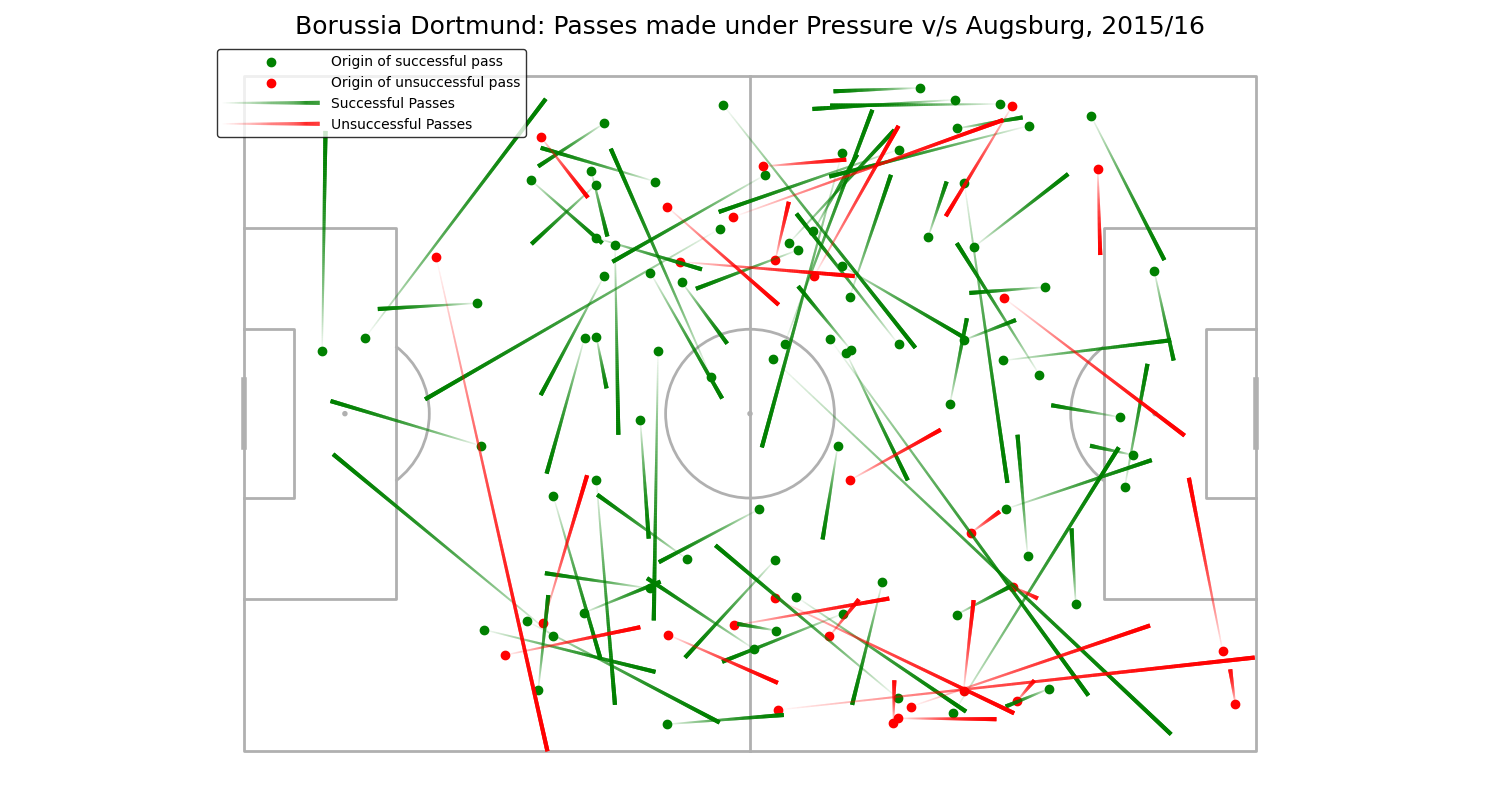 Borussia Dortmund: Passes made under Pressure v/s Augsburg, 2015/16
Origin of successful pass
Origin of unsuccessful pass
Successful Passes
Unsuccessful Passes